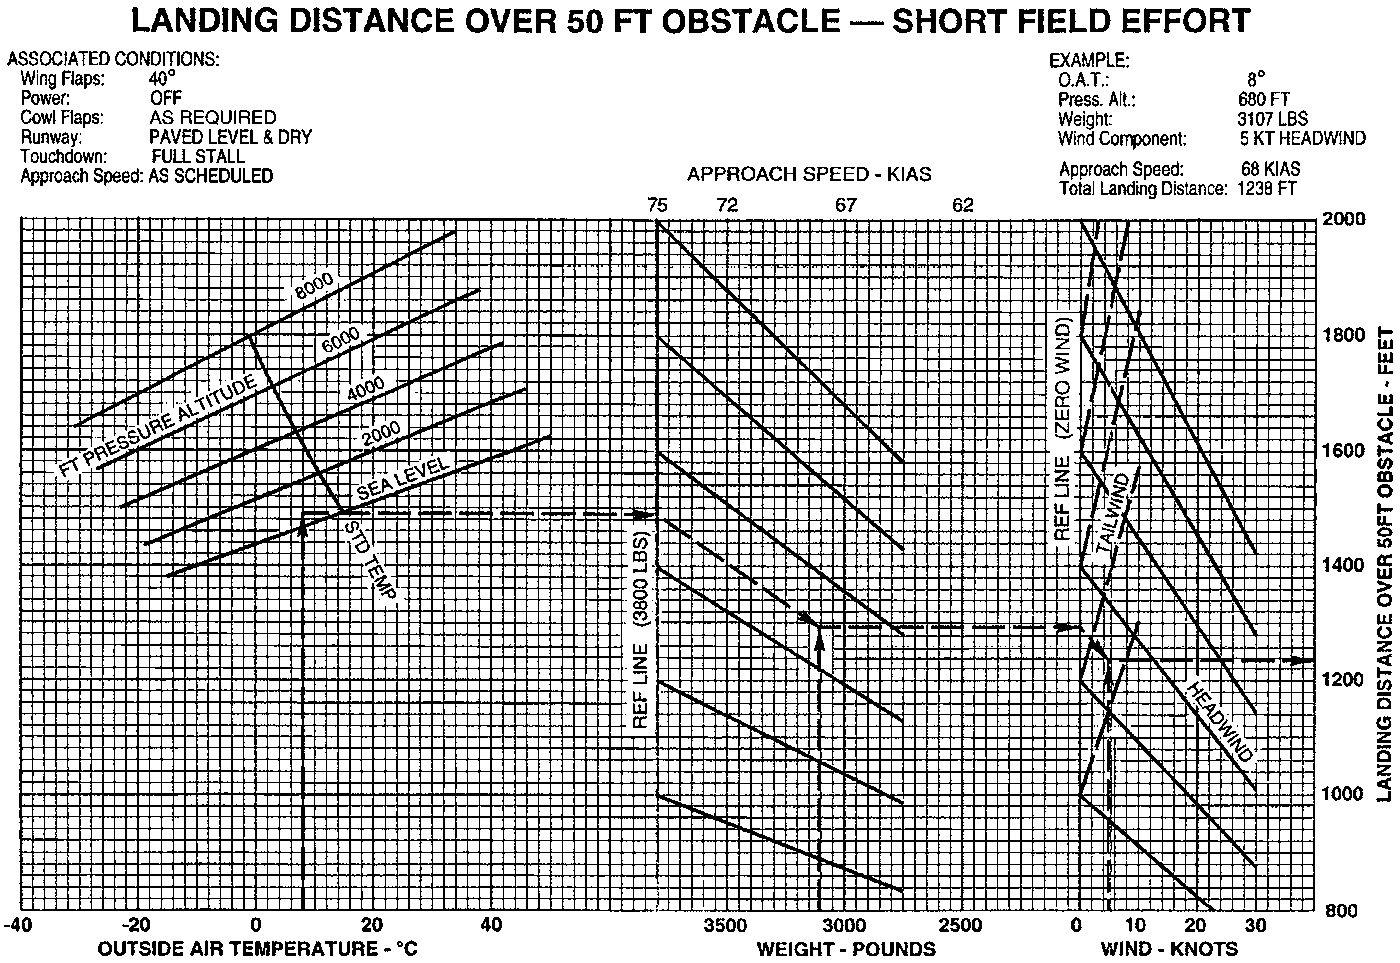 LANDING DISTANCE OVER 50 FT OBSTACLE — SHORT FIELD EFFORT
ASSOCIATED CONDITIONS:
Wing Flaps: 40°
Power: OFF
Cowl Flaps: AS REQUIRED
Runway: PAVED LEVEL & DRY
Touchdown: FULL STALL
Approach Speed: AS SCHEDULED
EXAMPLE:
O.A.T.: 8°
Press. Alt.: 680 FT
Weight: 3107 LBS
Wind Component: 5 KT HEADWIND
Approach Speed: 68 KIAS
Total Landing Distance: 1238 FT
APPROACH SPEED - KIAS
75 72 67 62
8000
6000
4000
2000
SEA LEVEL
FT PRESSURE ALTITUDE
STD TEMP
REF LINE (3800 LBS)
REF LINE (ZERO WIND)
TAILWIND
HEADWIND
2000
1800
1600
1400
1200
1000
800
LANDING DISTANCE OVER 50FT OBSTACLE - FEET
-40 -20 0 20 40
3500 3000 2500
0 10 20 30
OUTSIDE AIR TEMPERATURE - °C
WEIGHT - POUNDS
WIND - KNOTS